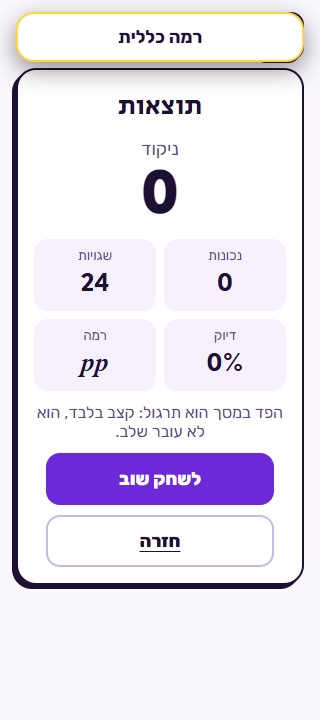 רמה כללית
תוצאות
ניקוד
0
נכונות
0
שגויות
24
דיוק
0%
רמה
pp
הפד במסך הוא תרגול: קצב בלבד, הוא
לא עובר שלב.
לשחק שוב
חזרה